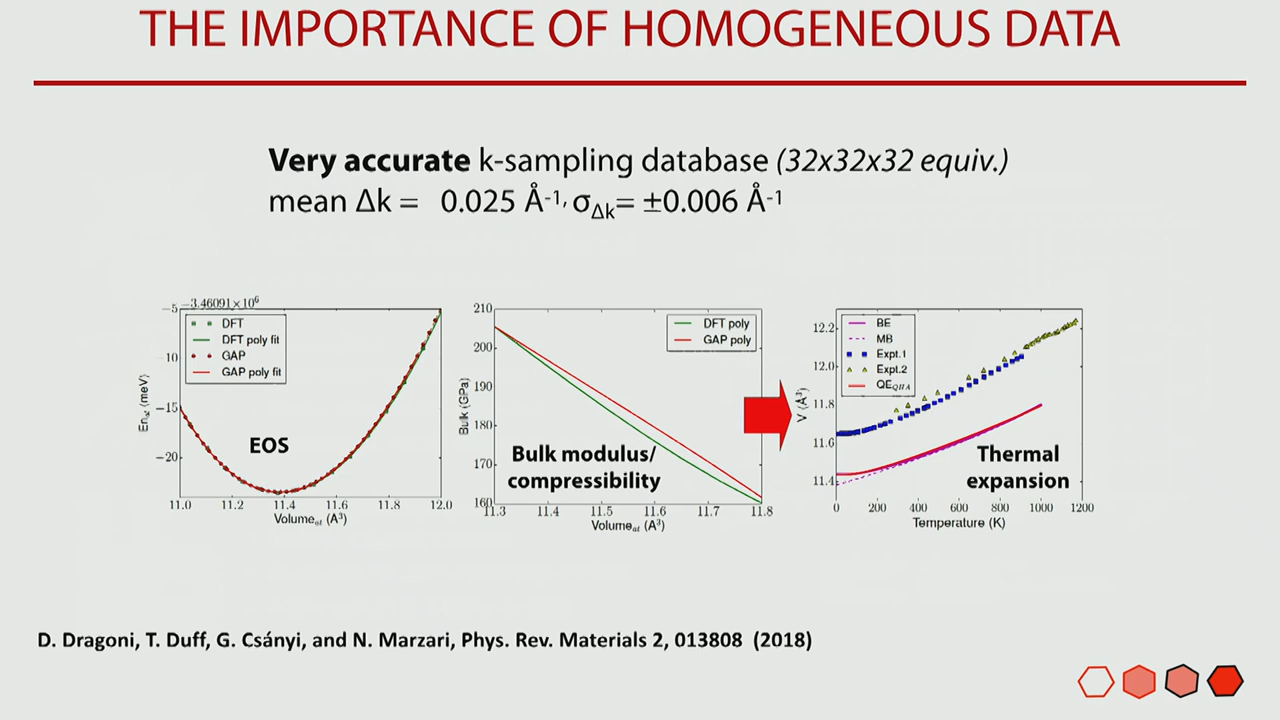 THE IMPORTANCE OF HOMOGENEOUS DATA
Very accurate k-sampling database (32x32x32 equiv.)
mean Δk = 0.025 Å-1, σΔk= ±0.006 Å-1
−3.46091×10^6
−5
−10
−15
−20
En_at (meV)
DFT
DFT poly fit
GAP
GAP poly fit
EOS
11.0 11.2 11.4 11.6 11.8 12.0
Volume_at (A³)
210
200
190
180
170
160
Bulk (GPa)
DFT poly
GAP poly
Bulk modulus/
compressibility
11.3 11.4 11.5 11.6 11.7 11.8
Volume_at (A³)
12.2
12.0
11.8
11.6
11.4
V (Å³)
BE
MB
Expt.1
Expt.2
QE_QHA
Thermal
expansion
0 200 400 600 800 1000 1200
Temperature (K)
D. Dragoni, T. Duff, G. Csányi, and N. Marzari, Phys. Rev. Materials 2, 013808 (2018)